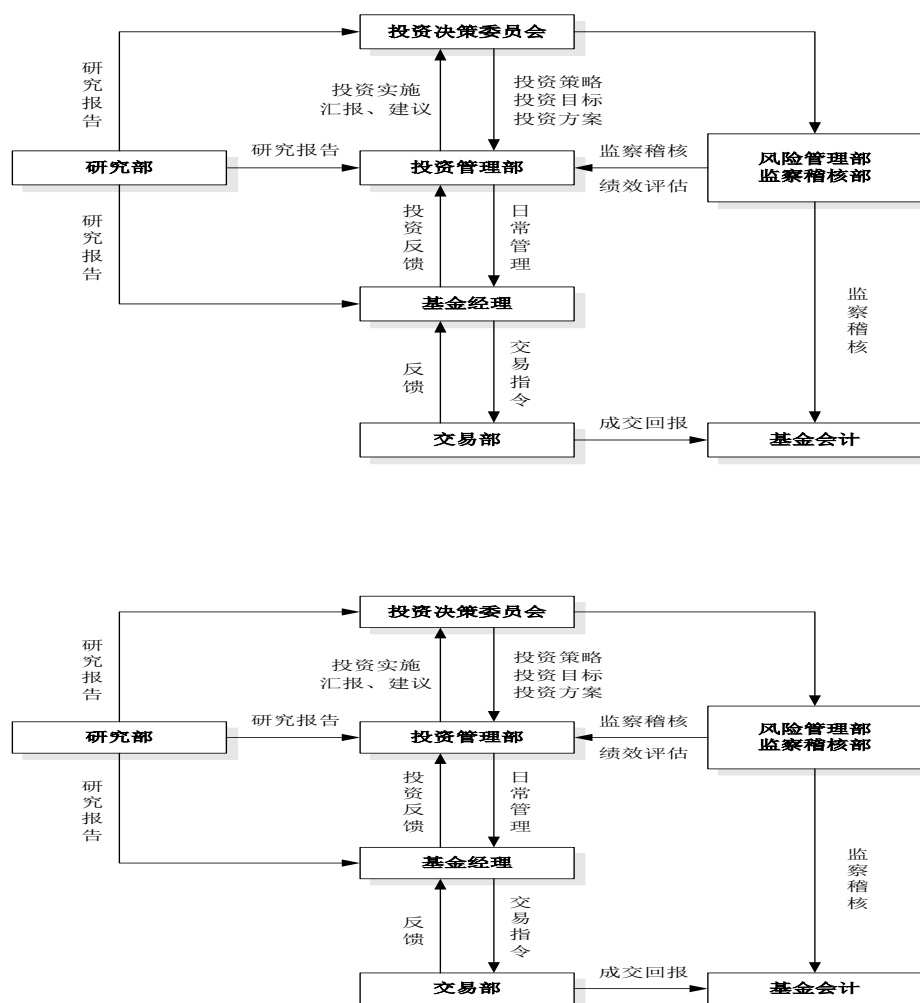 投资决策委员会
研究报告
投资实施
汇报、建议
投资策略
投资目标
投资方案
研究部
研究报告
投资管理部
监察稽核
绩效评估
风险管理部
监察稽核部
研究报告
投资反馈
日常管理
基金经理
监察稽核
反馈
交易指令
交易部
成交回报
基金会计
投资决策委员会
研究报告
投资实施
汇报、建议
投资策略
投资目标
投资方案
研究部
研究报告
投资管理部
监察稽核
绩效评估
风险管理部
监察稽核部
研究报告
投资反馈
日常管理
基金经理
监察稽核
反馈
交易指令
交易部
成交回报
基金会计